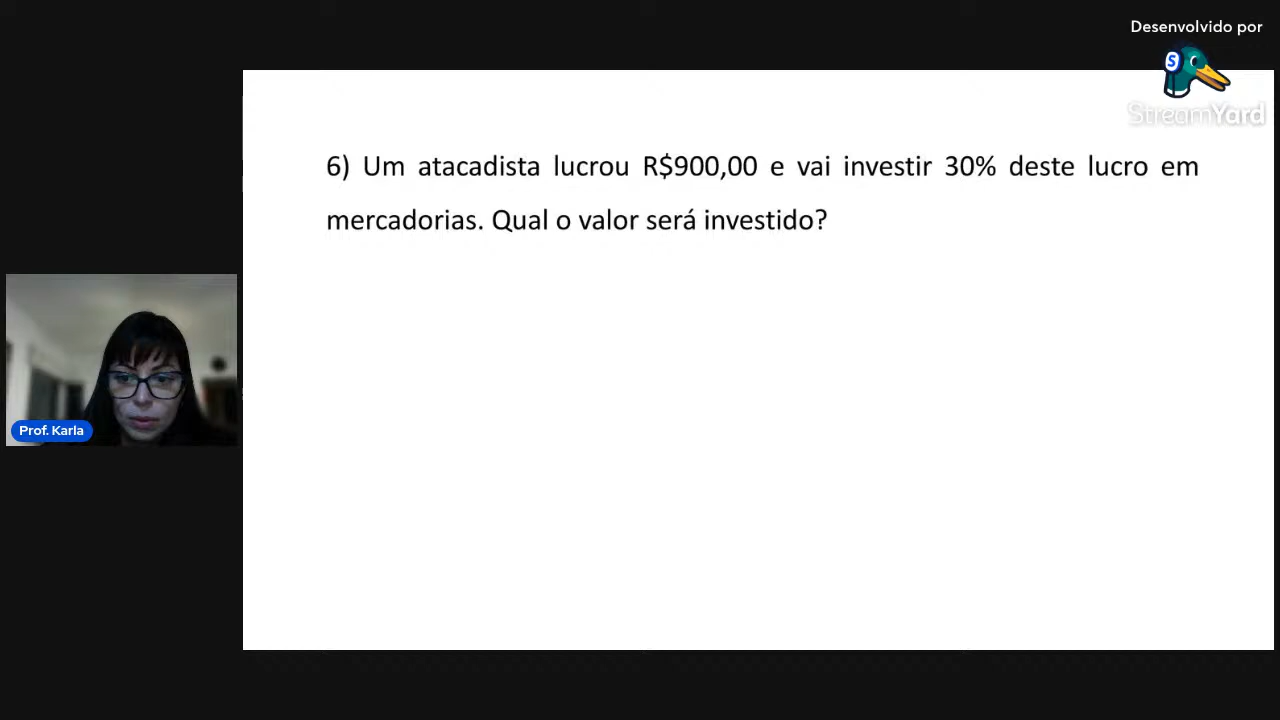 Desenvolvido por
S
StreamYard
6) Um atacadista lucrou R$900,00 e vai investir 30% deste lucro em
mercadorias. Qual o valor será investido?
Prof. Karla